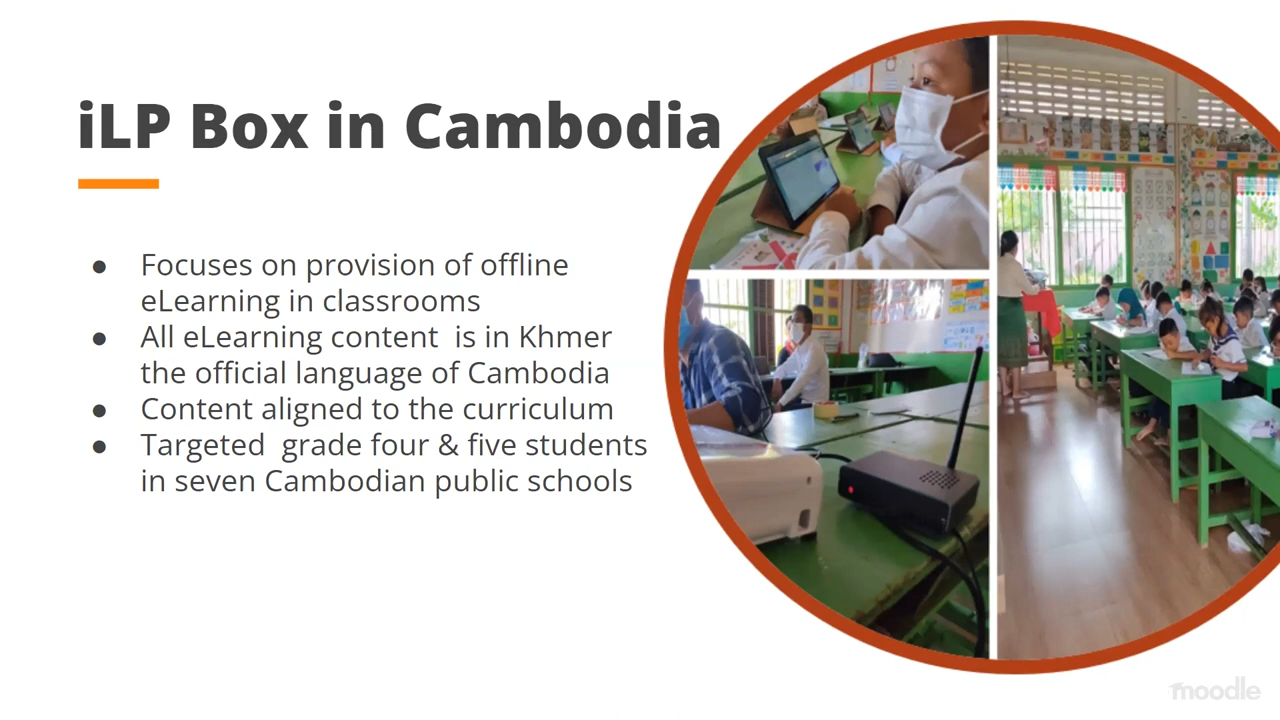 iLP Box in Cambodia
● Focuses on provision of offline
eLearning in classrooms
● All eLearning content  is in Khmer
the official language of Cambodia
● Content aligned to the curriculum
● Targeted  grade four & five students
in seven Cambodian public schools
moodle